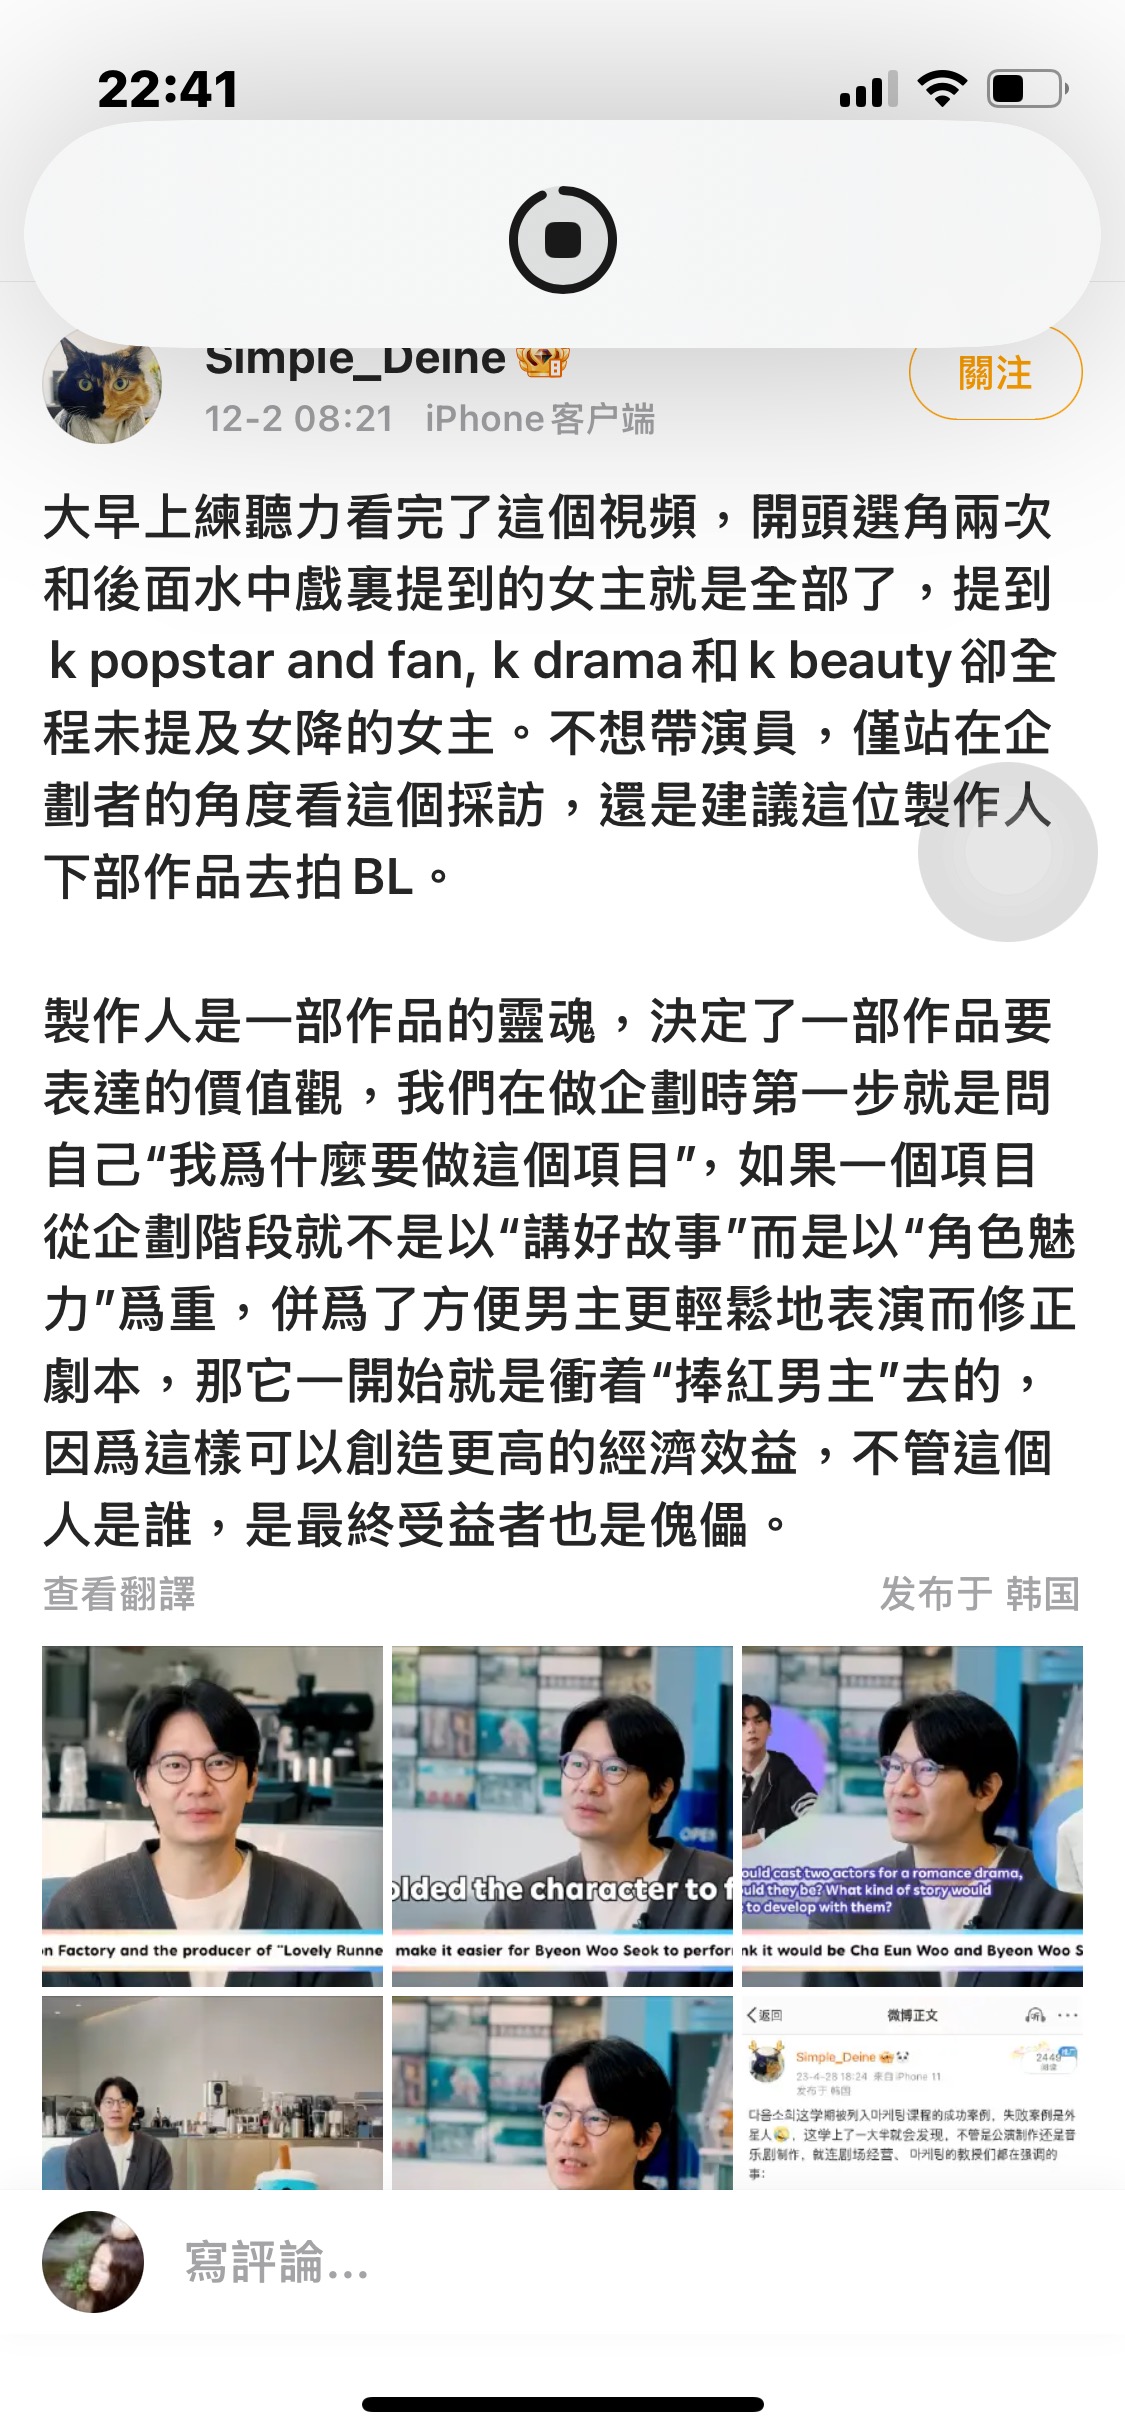 22:41
Simple_Deine
關注
12-2 08:21 iPhone客户端
大早上練聽力看完了這個視頻，開頭選角兩次
和後面水中戲裏提到的女主就是全部了，提到
k popstar and fan, k drama和k beauty卻全
程未提及女降的女主。不想帶演員，僅站在企
劃者的角度看這個採訪，還是建議這位製作人
下部作品去拍BL。
製作人是一部作品的靈魂，決定了一部作品要
表達的價值觀，我們在做企劃時第一步就是問
自己“我爲什麼要做這個項目”，如果一個項目
從企劃階段就不是以“講好故事”而是以“角色魅
力”爲重，併爲了方便男主更輕鬆地表演而修正
劇本，那它一開始就是衝着“捧紅男主”去的，
因爲這樣可以創造更高的經濟效益，不管這個
人是誰，是最終受益者也是傀儡。
查看翻譯
发布于 韩国
n Factory and the producer of "Lovely Runne
OPEN
olded the character to f
make it easier for Byeon Woo Seok to perfor
ould cast two actors for a romance drama,
uld they be? What kind of story would
to develop with them?
nk it would be Cha Eun Woo and Byeon Woo S
返回
微博正文
Simple_Deine
2449
阅读
23-4-28 18:24 来自 iPhone 11
发布于 韩国
다음소희这学期被列入마케팅课程的成功案例，失败案例是外
星人，这学上了一大半就会发现，不管是公演制作还是音
乐剧制作，就连剧场经营、마케팅的教授们都在强调的
事：
寫評論...